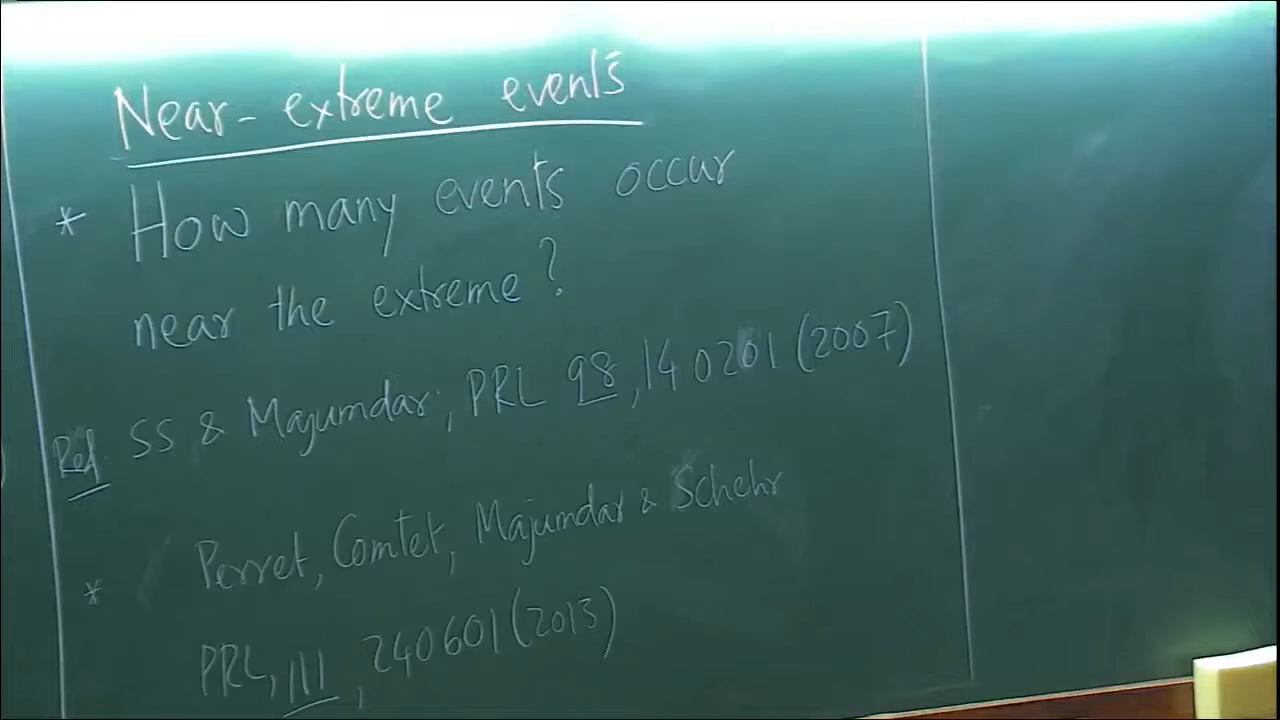 Near-extreme events
* How many events occur
near the extreme?
Ref. SS & Majumdar, PRL 98, 140201 (2007)
* Perret, Comtet, Majumdar & Schehr
PRL, 111, 240601 (2013)